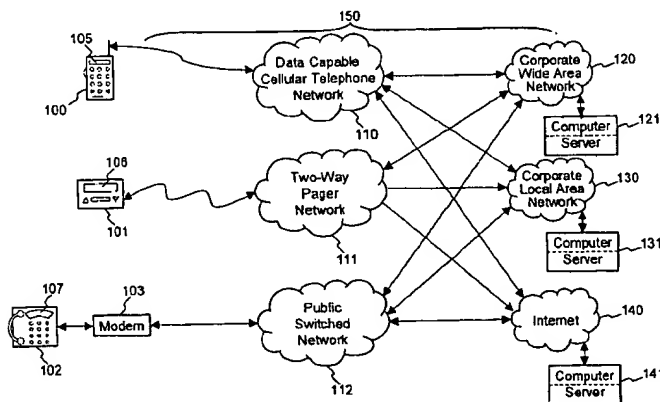 150
105
100
Data Capable
Cellular Telephone
Network
110
Corporate
Wide Area
Network
120
Computer
Server
121
106
101
Two-Way
Pager
Network
111
Corporate
Local Area
Network
130
Computer
Server
131
107
102
103
Modem
Public
Switched
Network
112
Internet
140
Computer
Server
141